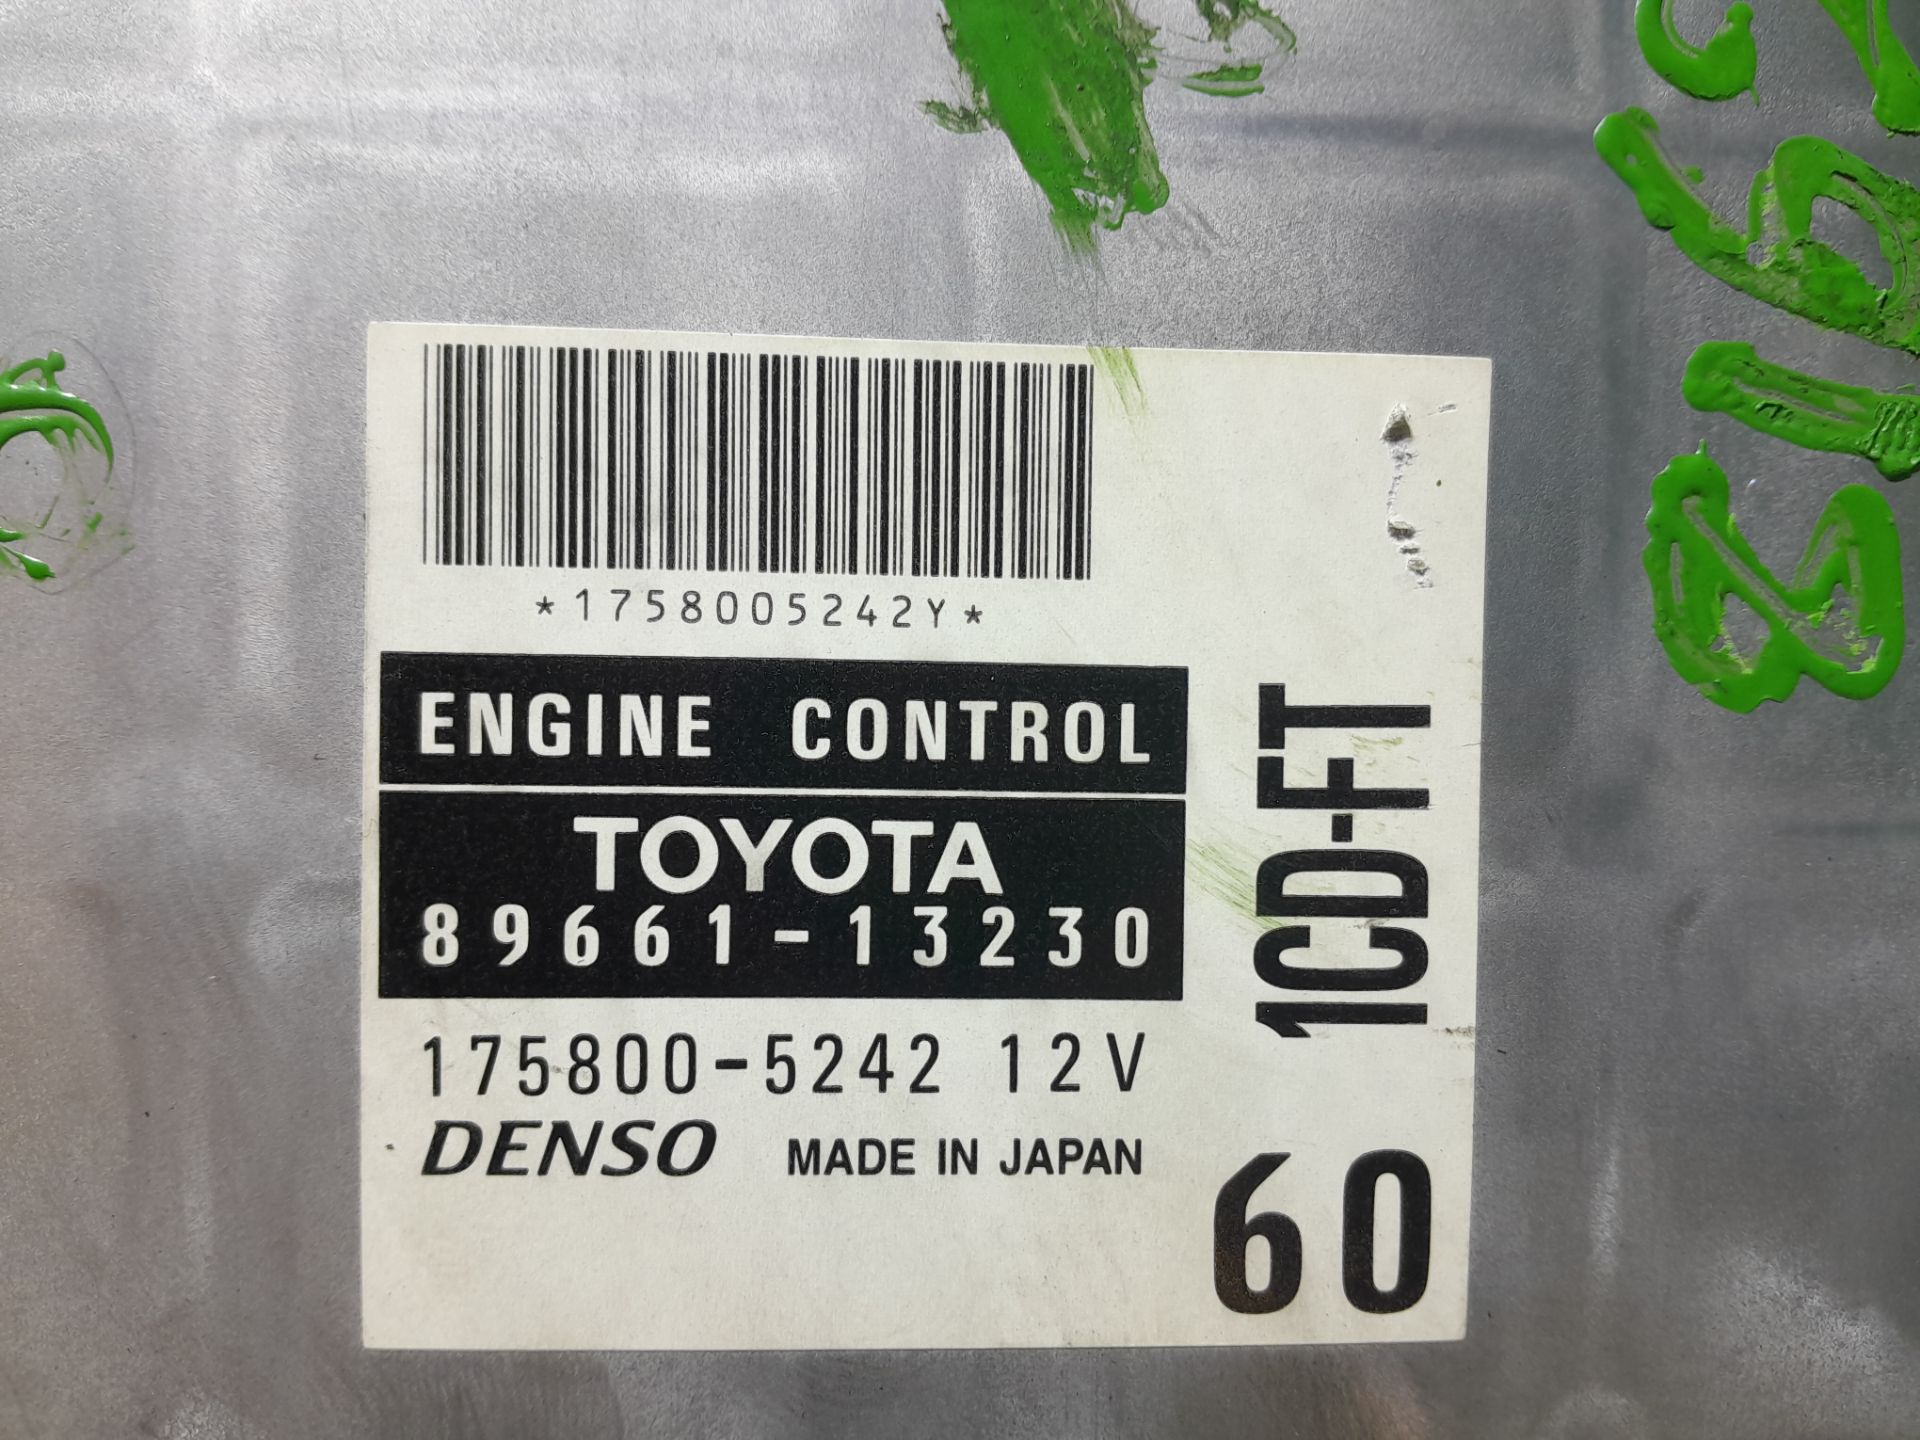 *1758005242Y*
ENGINE CONTROL
TOYOTA
89661-13230
175800-5242 12V
DENSO MADE IN JAPAN
1CD-FT
60